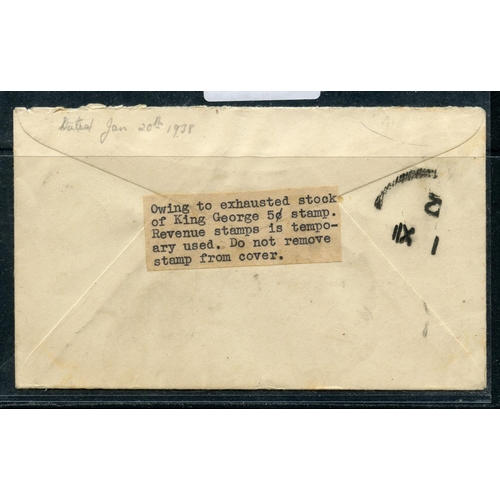 Dated Jan 20th 1938
Owing to exhausted stock
of King George 5¢ stamp.
Revenue stamps is tempo-
ary used. Do not remove
stamp from cover.
XII